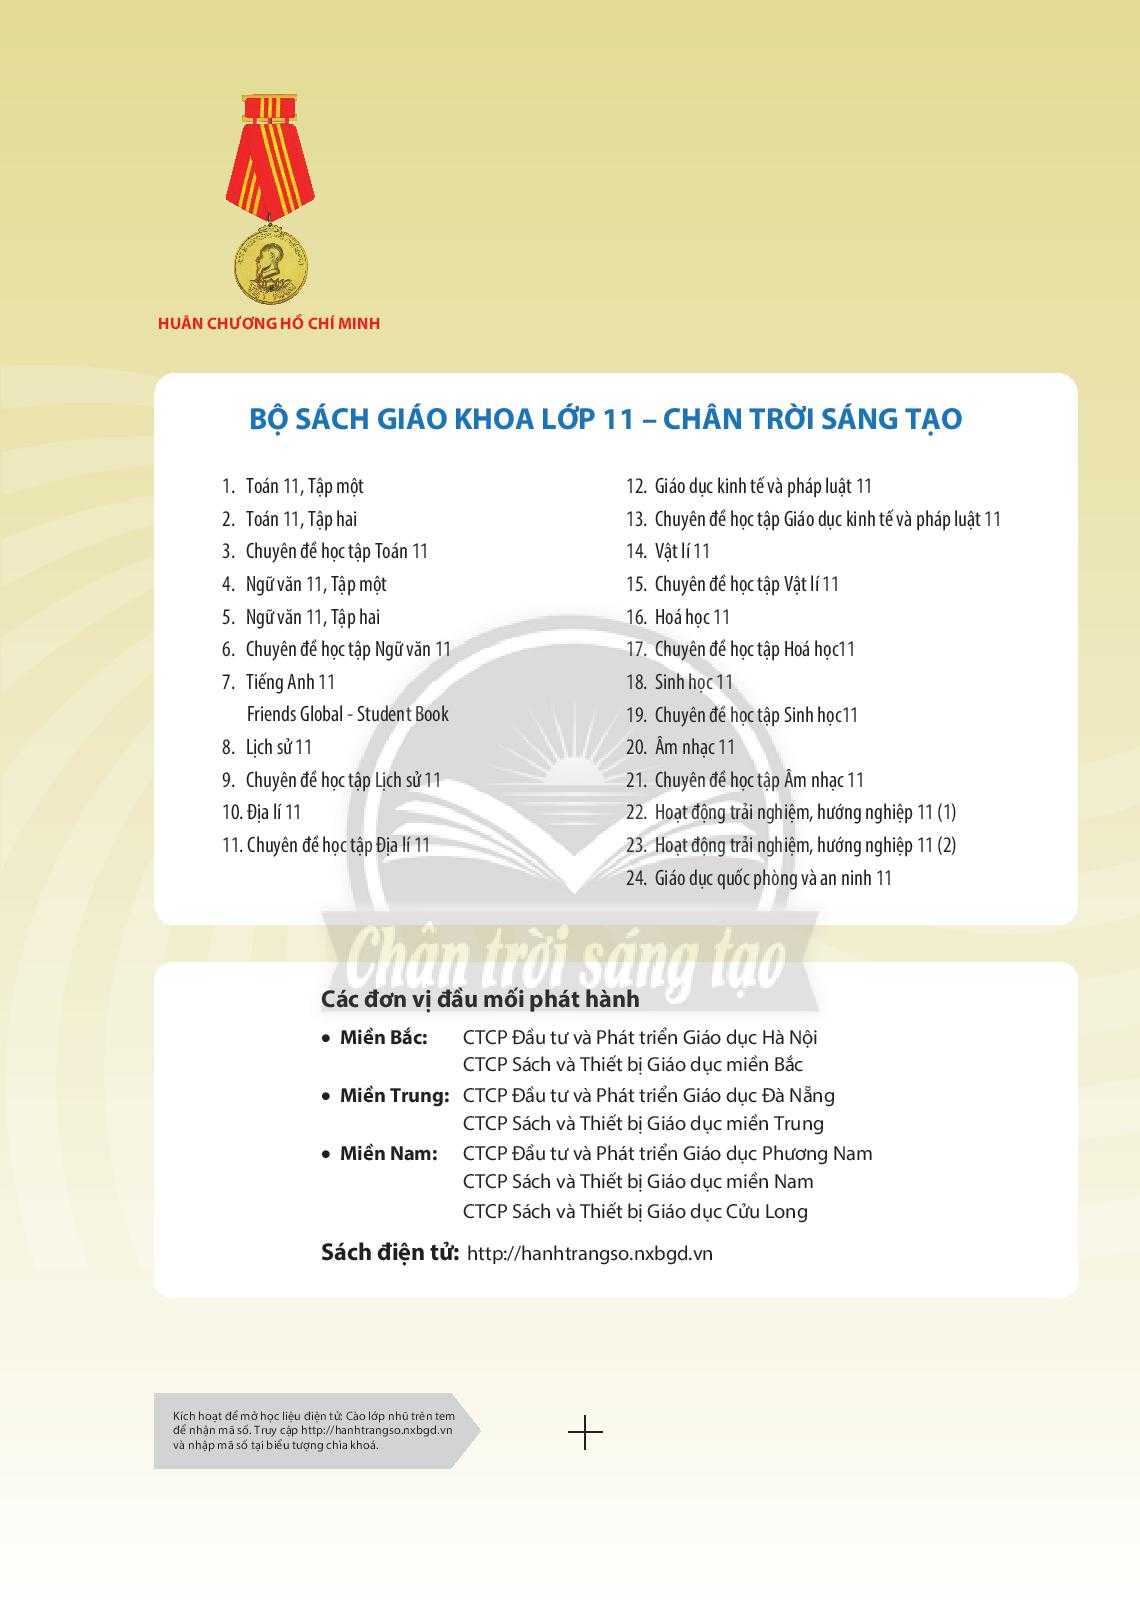 HUÂN CHƯƠNG HỒ CHÍ MINH
BỘ SÁCH GIÁO KHOA LỚP 11 – CHÂN TRỜI SÁNG TẠO
1. Toán 11, Tập một
2. Toán 11, Tập hai
3. Chuyên đề học tập Toán 11
4. Ngữ văn 11, Tập một
5. Ngữ văn 11, Tập hai
6. Chuyên đề học tập Ngữ văn 11
7. Tiếng Anh 11
Friends Global - Student Book
8. Lịch sử 11
9. Chuyên đề học tập Lịch sử 11
10. Địa lí 11
11. Chuyên đề học tập Địa lí 11
12. Giáo dục kinh tế và pháp luật 11
13. Chuyên đề học tập Giáo dục kinh tế và pháp luật 11
14. Vật lí 11
15. Chuyên đề học tập Vật lí 11
16. Hoá học 11
17. Chuyên đề học tập Hoá học11
18. Sinh học 11
19. Chuyên đề học tập Sinh học11
20. Âm nhạc 11
21. Chuyên đề học tập Âm nhạc 11
22. Hoạt động trải nghiệm, hướng nghiệp 11 (1)
23. Hoạt động trải nghiệm, hướng nghiệp 11 (2)
24. Giáo dục quốc phòng và an ninh 11
Chân trời sáng tạo
Các đơn vị đầu mối phát hành
• Miền Bắc: CTCP Đầu tư và Phát triển Giáo dục Hà Nội
CTCP Sách và Thiết bị Giáo dục miền Bắc
• Miền Trung: CTCP Đầu tư và Phát triển Giáo dục Đà Nẵng
CTCP Sách và Thiết bị Giáo dục miền Trung
• Miền Nam: CTCP Đầu tư và Phát triển Giáo dục Phương Nam
CTCP Sách và Thiết bị Giáo dục miền Nam
CTCP Sách và Thiết bị Giáo dục Cửu Long
Sách điện tử: http://hanhtrangso.nxbgd.vn
Kích hoạt để mở học liệu điện tử: Cào lớp nhũ trên tem
để nhận mã số. Truy cập http://hanhtrangso.nxbgd.vn
và nhập mã số tại biểu tượng chìa khoá.